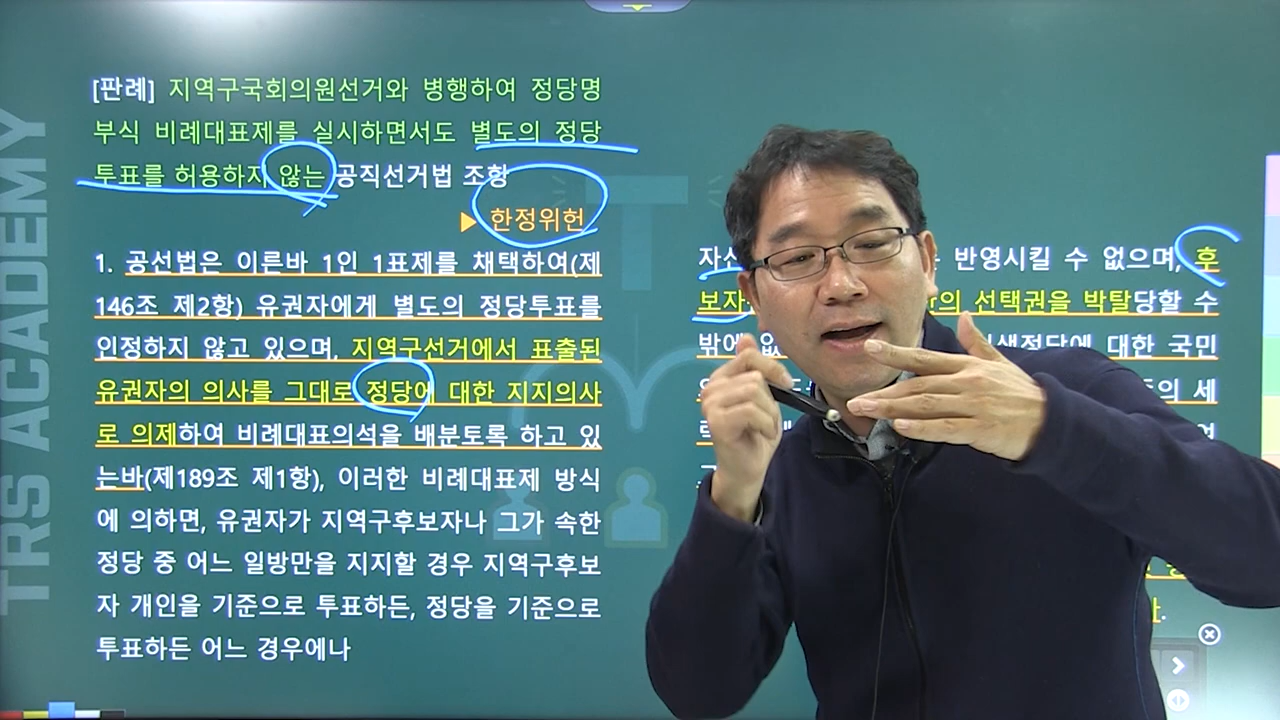 TRS ACADEMY
[판례] 지역구국회의원선거와 병행하여 정당명
부식 비례대표제를 실시하면서도 별도의 정당
투표를 허용하지 않는 공직선거법 조항
▶ 한정위헌
1. 공선법은 이른바 1인 1표제를 채택하여(제
146조 제2항) 유권자에게 별도의 정당투표를
인정하지 않고 있으며, 지역구선거에서 표출된
유권자의 의사를 그대로 정당에 대한 지지의사
로 의제하여 비례대표의석을 배분토록 하고 있
는바(제189조 제1항), 이러한 비례대표제 방식
에 의하면, 유권자가 지역구후보자나 그가 속한
정당 중 어느 일방만을 지지할 경우 지역구후보
자 개인을 기준으로 투표하든, 정당을 기준으로
투표하든 어느 경우에나
반영시킬 수 없으며, 후
보자 선택권을 박탈당할 수
밖에 대한 국민
세